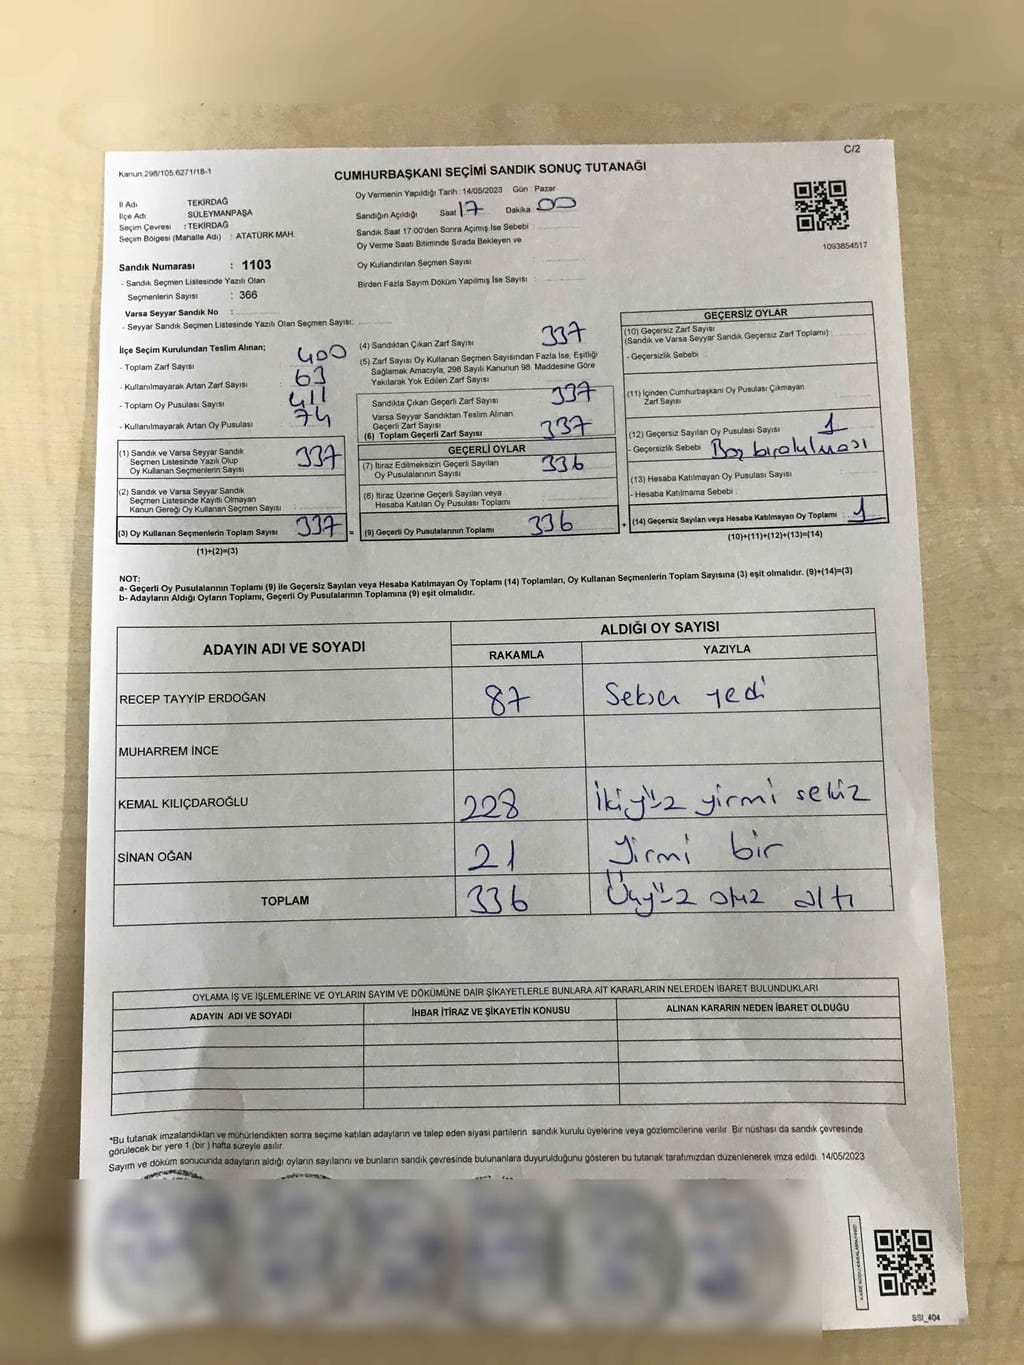 C/2
Kanun.298/105.6271/18-1
CUMHURBAŞKANI SEÇİMİ SANDIK SONUÇ TUTANAĞI
İl Adı TEKİRDAĞ
İlçe Adı SÜLEYMANPAŞA
Seçim Çevresi : TEKİRDAĞ
Seçim Bölgesi (Mahalle Adı) : ATATÜRK MAH.
Oy Vermenin Yapıldığı Tarih : 14/05/2023 Gün : Pazar
Sandığın Açıldığı Saat 17 Dakika 00
Sandık Saat 17:00'den Sonra Açımış İse Sebebi :
Oy Verme Saati Bitiminde Sırada Bekleyen ve
Oy Kullandırılan Seçmen Sayısı :
Birden Fazla Sayım Döküm Yapılmış İse Sayısı :
1093854517
Sandık Numarası : 1103
- Sandık Seçmen Listesinde Yazılı Olan
Seçmenlerin Sayısı : 366
Varsa Seyyar Sandık No :
- Seyyar Sandık Seçmen Listesinde Yazılı Olan Seçmen Sayısı:
İlçe Seçim Kurulundan Teslim Alınan;
- Toplam Zarf Sayısı 400
- Kullanılmayarak Artan Zarf Sayısı 63
- Toplam Oy Pusulası Sayısı 411
- Kullanılmayarak Artan Oy Pusulası 74
(1) Sandık ve Varsa Seyyar Sandık
Seçmen Listesinde Yazılı Olup
Oy Kullanan Seçmenlerin Sayısı 337
(2) Sandık ve Varsa Seyyar Sandık
Seçmen Listesinde Kayıtlı Olmayan
Kanun Gereği Oy Kullanan Seçmen Sayısı
(3) Oy Kullanan Seçmenlerin Toplam Sayısı 337 =
(1)+(2)=(3)
(4) Sandıktan Çıkan Zarf Sayısı 337
(5) Zarf Sayısı Oy Kullanan Seçmen Sayısından Fazla İse, Eşitliği
Sağlamak Amacıyla, 298 Sayılı Kanunun 98. Maddesine Göre
Yakılarak Yok Edilen Zarf Sayısı
Sandıkta Çıkan Geçerli Zarf Sayısı 337
Varsa Seyyar Sandıktan Teslim Alınan
Geçerli Zarf Sayısı
(6) Toplam Geçerli Zarf Sayısı 337
GEÇERLİ OYLAR
(7) İtiraz Edilmeksizin Geçerli Sayılan
Oy Pusulalarının Sayısı 336
(8) İtiraz Üzerine Geçerli Sayılan veya
Hesaba Katılan Oy Pusulası Toplamı
(9) Geçerli Oy Pusulalarının Toplamı 336 +
GEÇERSİZ OYLAR
(10) Geçersiz Zarf Sayısı
(Sandık ve Varsa Seyyar Sandık Geçersiz Zarf Toplamı) :
- Geçersizlik Sebebi :
(11) İçinden Cumhurbaşkanı Oy Pusulası Çıkmayan
Zarf Sayısı
(12) Geçersiz Sayılan Oy Pusulası Sayısı 1
- Geçersizlik Sebebi Boş bırakılması
(13) Hesaba Katılmayan Oy Pusulası Sayısı
- Hesaba Katılmama Sebebi :
(14) Geçersiz Sayılan veya Hesaba Katılmayan Oy Toplamı : 1
(10)+(11)+(12)+(13)=(14)
NOT:
a- Geçerli Oy Pusulalarının Toplamı (9) ile Geçersiz Sayılan veya Hesaba Katılmayan Oy Toplamı (14) Toplamları, Oy Kullanan Seçmenlerin Toplam Sayısına (3) eşit olmalıdır. (9)+(14)=(3)
b- Adayların Aldığı Oyların Toplamı, Geçerli Oy Pusulalarının Toplamına (9) eşit olmalıdır.
ADAYIN ADI VE SOYADI ALDIĞI OY SAYISI
RAKAMLA YAZIYLA
RECEP TAYYİP ERDOĞAN 87 Seksen yedi
MUHARREM İNCE
KEMAL KILIÇDAROĞLU 228 İkiyüz yirmi sekiz
SİNAN OĞAN 21 Yirmi bir
TOPLAM 336 Üçyüz otuz altı
OYLAMA İŞ VE İŞLEMLERİNE VE OYLARIN SAYIM VE DÖKÜMÜNE DAİR ŞİKAYETLERLE BUNLARA AİT KARARLARIN NELERDEN İBARET BULUNDUKLARI
ADAYIN ADI VE SOYADI İHBAR İTİRAZ VE ŞİKAYETİN KONUSU ALINAN KARARIN NEDEN İBARET OLDUĞU
*Bu tutanak imzalandıktan ve mühürlendikten sonra seçime katılan adayların ve talep eden siyasi partilerin sandık kurulu üyelerine veya gözlemcilerine verilir. Bir nüshası da sandık çevresinde
görülecek bir yere 1 (bir) hafta süreyle asılır.
Sayım ve döküm sonucunda adayların aldığı oyların sayılarını ve bunların sandık çevresinde bulunanlara duyurulduğunu gösteren bu tutanak tarafımızdan düzenlenerek imza edildi. 14/05/2023
SSI_404